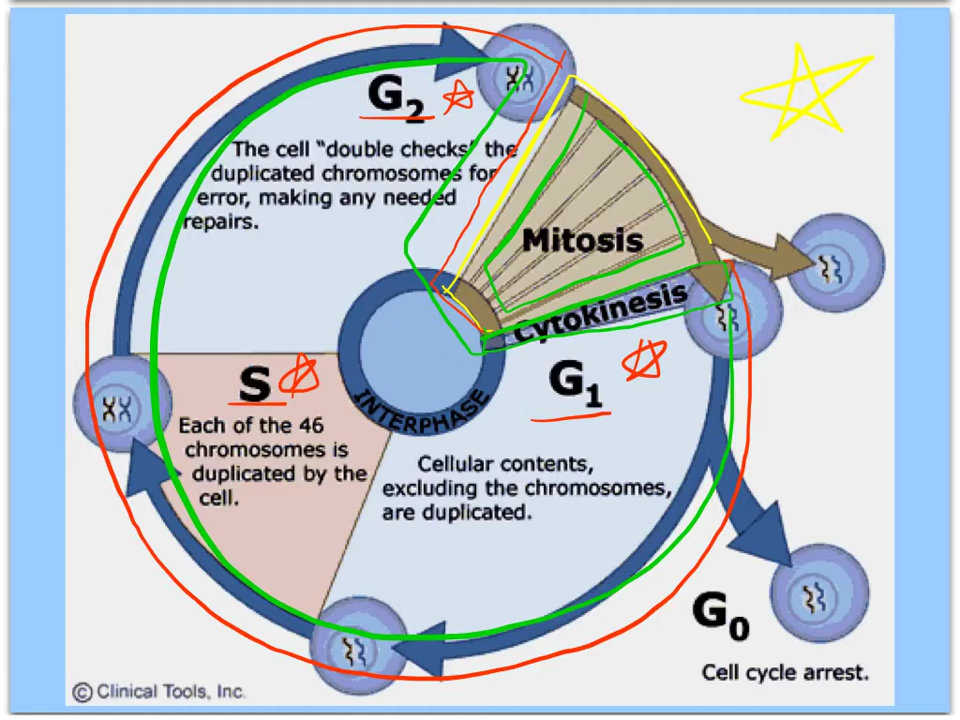 G2
The cell "double checks" the
duplicated chromosomes for
error, making any needed
repairs.
Mitosis
Cytokinesis
S
Each of the 46
chromosomes is
duplicated by the
cell.
INTERPHASE
G1
Cellular contents,
excluding the chromosomes,
are duplicated.
G0
Cell cycle arrest.
© Clinical Tools, Inc.